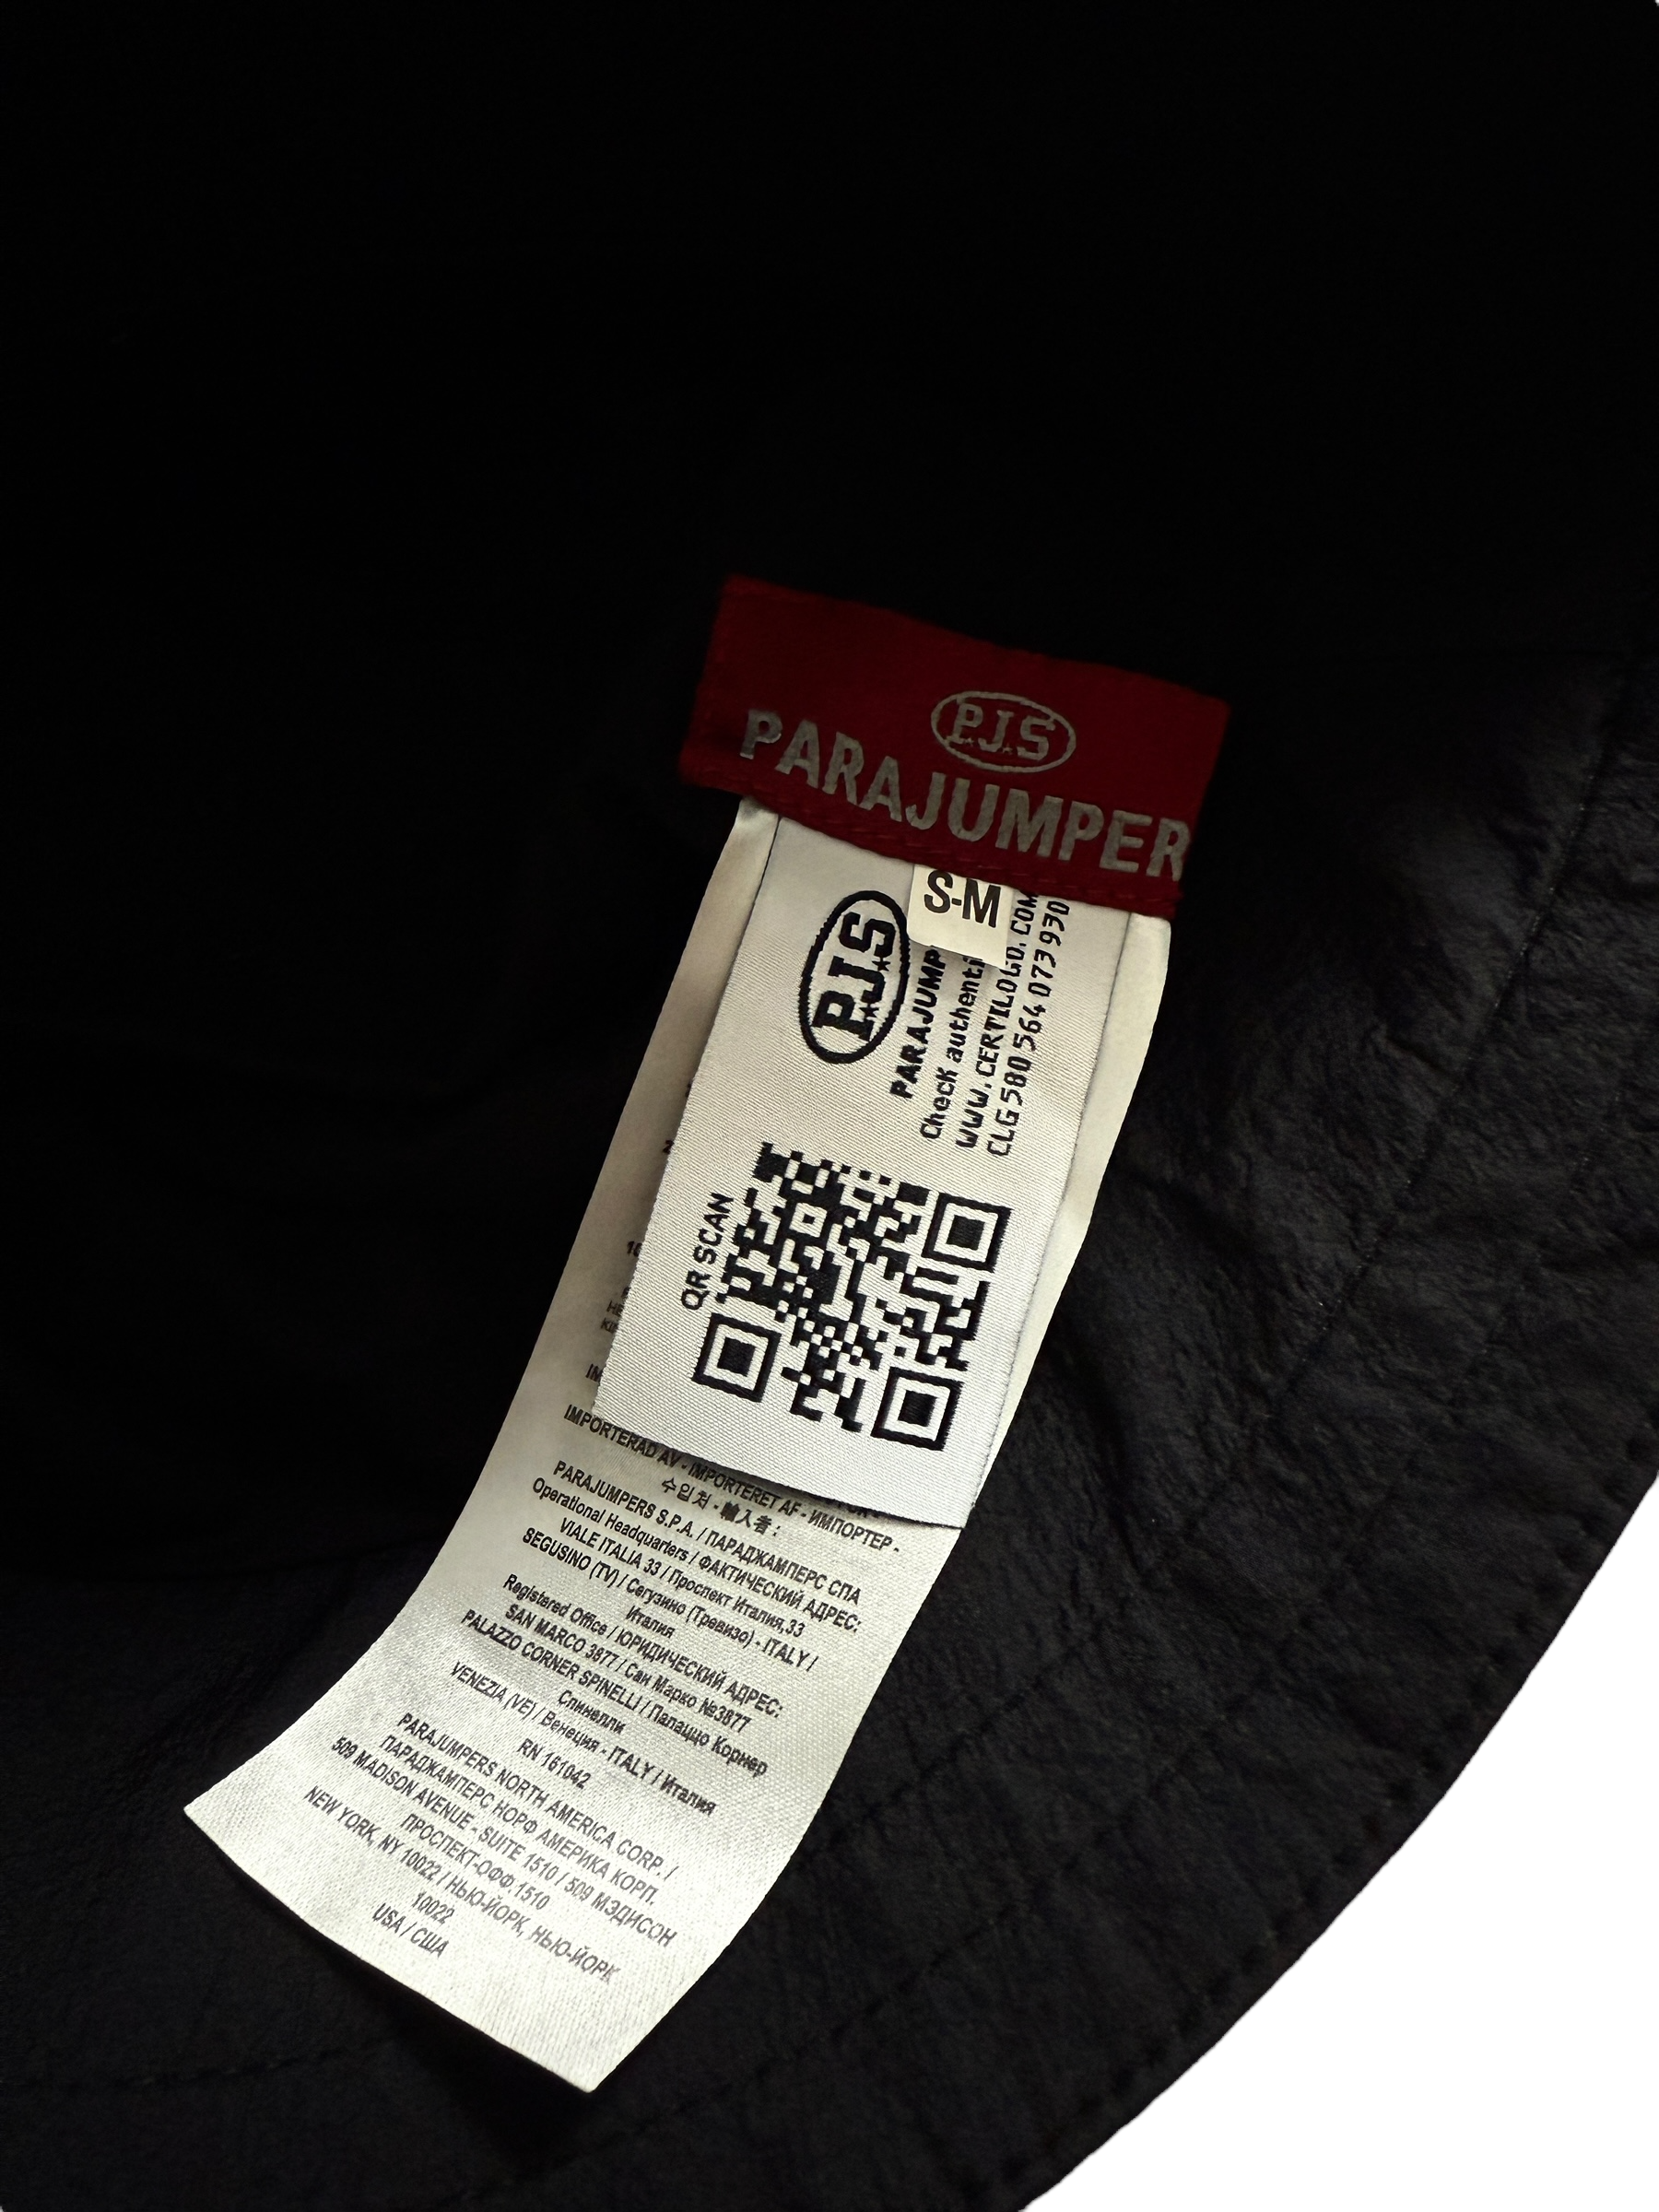 P.J.S
PARAJUMPER
S-M
P.J.S
PARAJUMP
Check authenti
WWW.CERTILOGO.COM
CLG 580 564 073 930
QR SCAN
IMPORTERAD AV - IMPORTERET AF - ИМПОРТЕР -
수입처 - 輸入者 :
PARAJUMPERS S.P.A. / ПАРАДЖАМПЕРС СПА
Operational Headquarters / ФАКТИЧЕСКИЙ АДРЕС:
VIALE ITALIA 33 / Проспект Италия,33
SEGUSINO (TV) / Сегузино (Тревизо) - ITALY /
Италия
Registered Office / ЮРИДИЧЕСКИЙ АДРЕС:
SAN MARCO 3877 / Сан Марко №3877
PALAZZO CORNER SPINELLI / Палаццо Корнер
Спинелли
VENEZIA (VE) / Венеция - ITALY / Италия
RN 161042
PARAJUMPERS NORTH AMERICA CORP. /
ПАРАДЖАМПЕРС НОРФ АМЕРИКА КОРП.
509 MADISON AVENUE - SUITE 1510 / 509 МЭДИСОН
ПРОСПЕКТ-ОФФ.1510
NEW YORK, NY 10022 / НЬЮ-ЙОРК, НЬЮ-ЙОРК
10022
USA / США